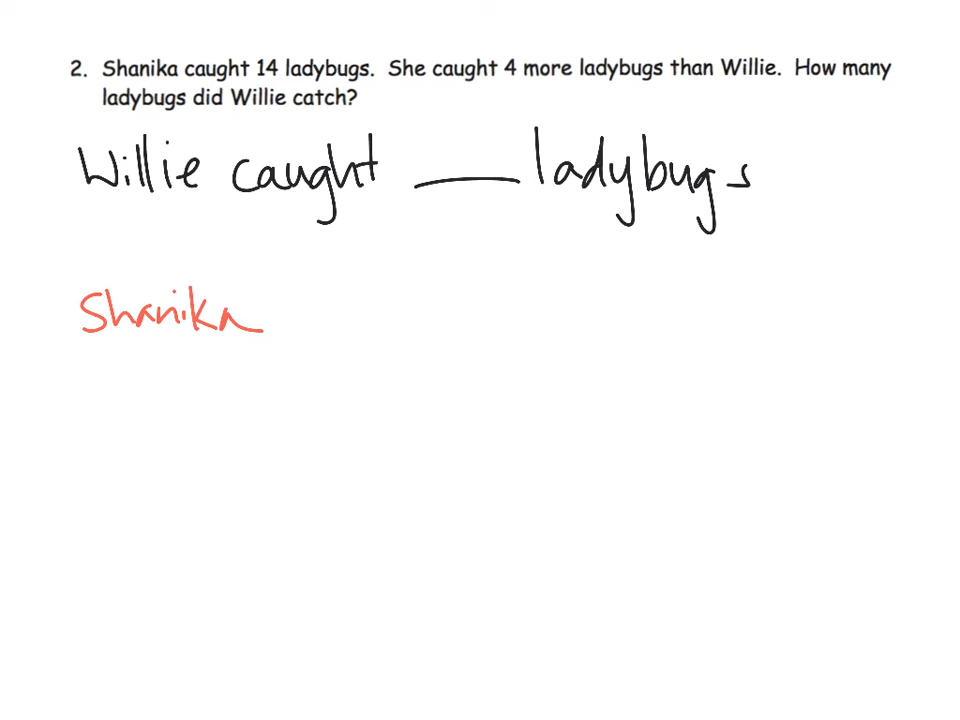 2. Shanika caught 14 ladybugs. She caught 4 more ladybugs than Willie. How many
ladybugs did Willie catch?
Willie caught ___ ladybugs
Shanika